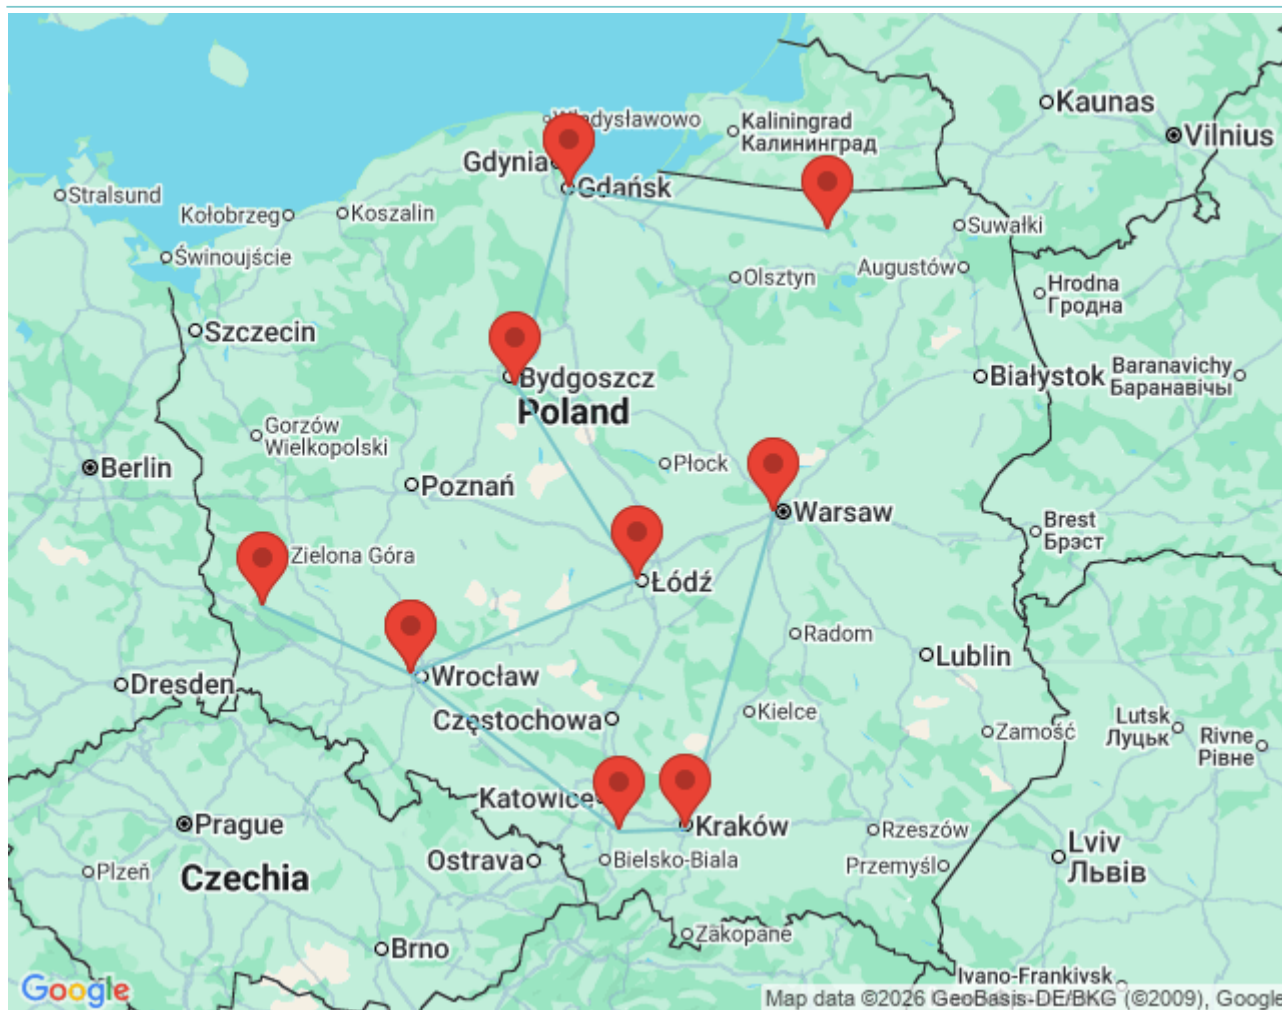 Kaunas
Władysławowo
Kaliningrad
Калининград
Vilnius
Gdynia
Gdańsk
Stralsund
Kołobrzeg
Koszalin
Suwałki
Świnoujście
Olsztyn
Augustów
Hrodna
Гродна
Szczecin
Baranavichy
Баранавічы
Bydgoszcz
Białystok
Poland
Gorzów
Wielkopolski
Berlin
Płock
Poznań
Warsaw
Brest
Брэст
Zielona Góra
Łódź
Radom
Lublin
Wrocław
Dresden
Częstochowa
Kielce
Lutsk
Луцьк
Zamość
Rivne
Рівне
Katowice
Prague
Kraków
Rzeszów
Lviv
Львів
Ostrava
Bielsko-Biala
Przemyśl
Plzeň
Czechia
Zakopane
Brno
Ivano-Frankivsk
Google
Map data ©2026 GeoBasis-DE/BKG (©2009), Google